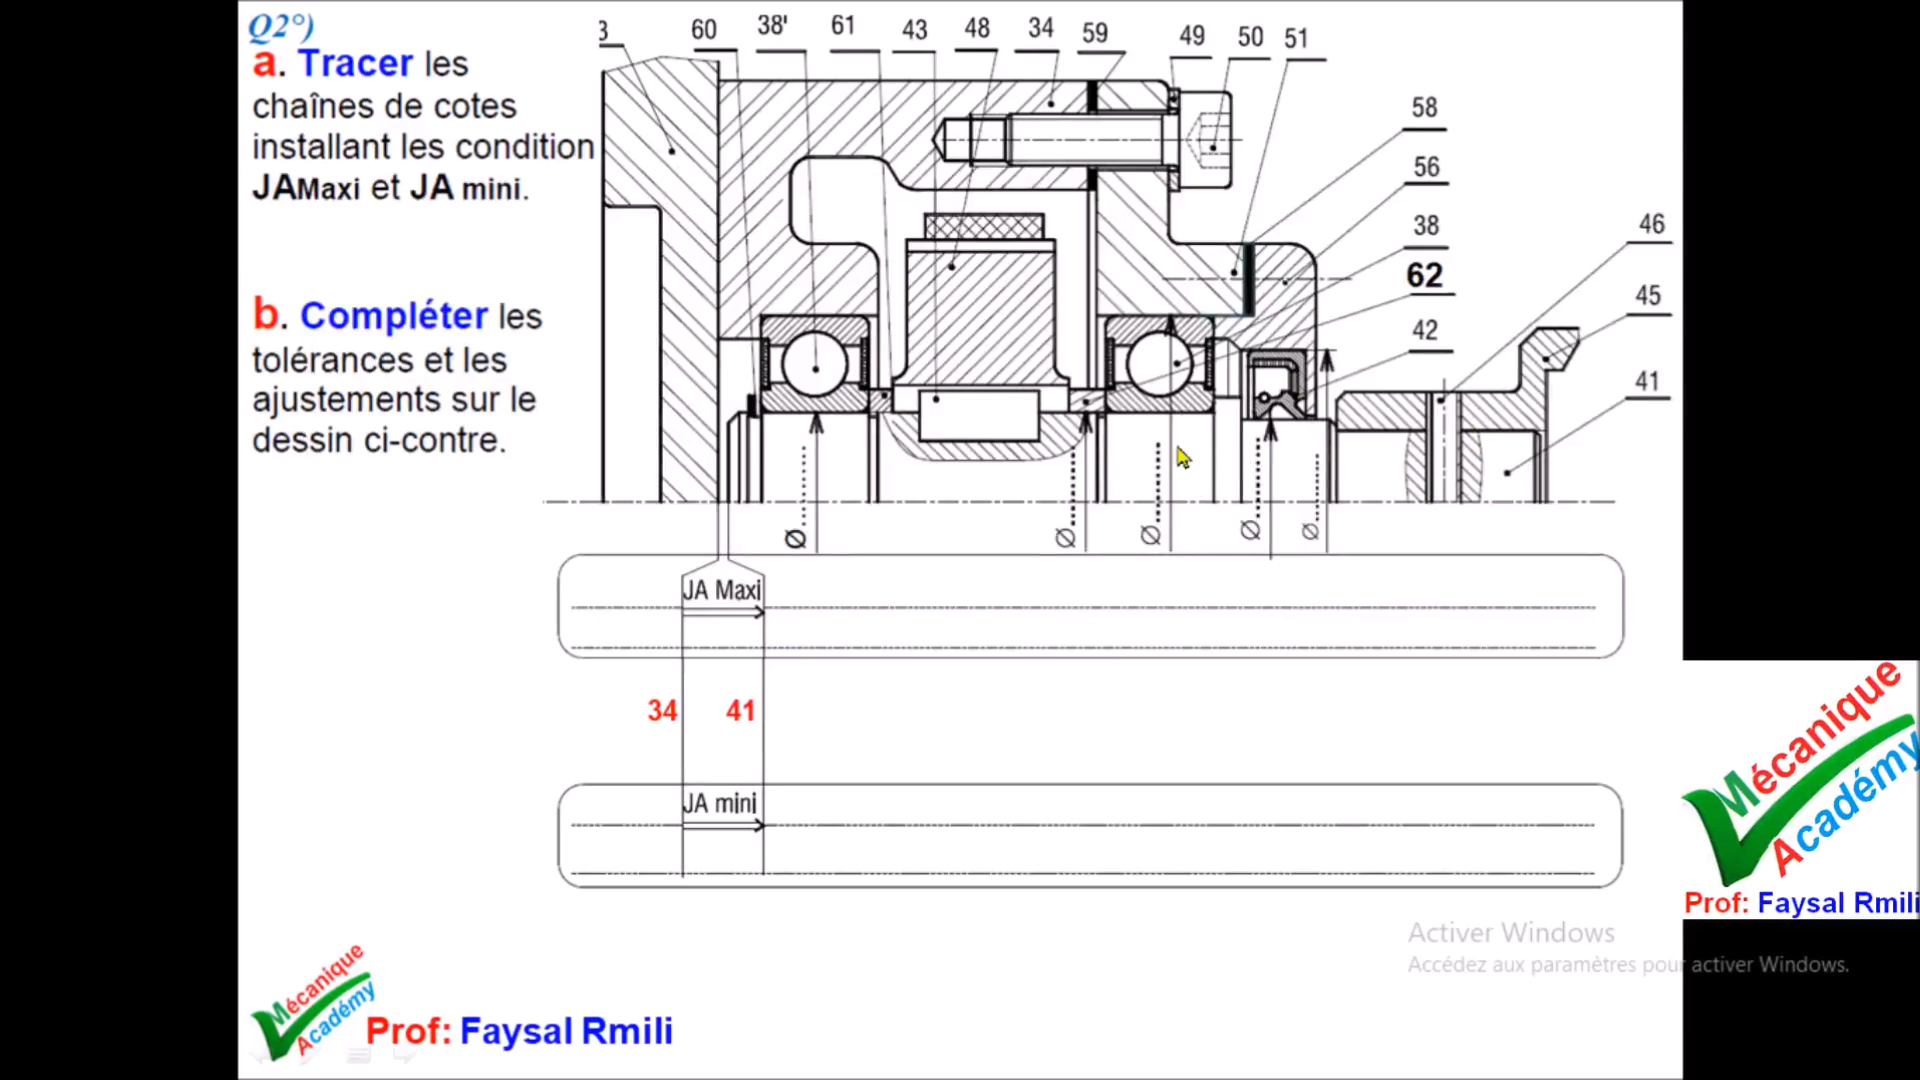 Q2°)
a. Tracer les
chaînes de cotes
installant les condition
JAMaxi et JA mini.
b. Compléter les
tolérances et les
ajustements sur le
dessin ci-contre.
3 60 38' 61 43 48 34 59 49 50 51
58
56
38
62
42
46
45
41
Ø Ø Ø Ø Ø
JA Maxi
34 41
JA mini
Mécanique
Académy
Prof: Faysal Rmili
Activer Windows
Accédez aux paramètres pour activer Windows.
Mécanique
Académy
Prof: Faysal Rmili